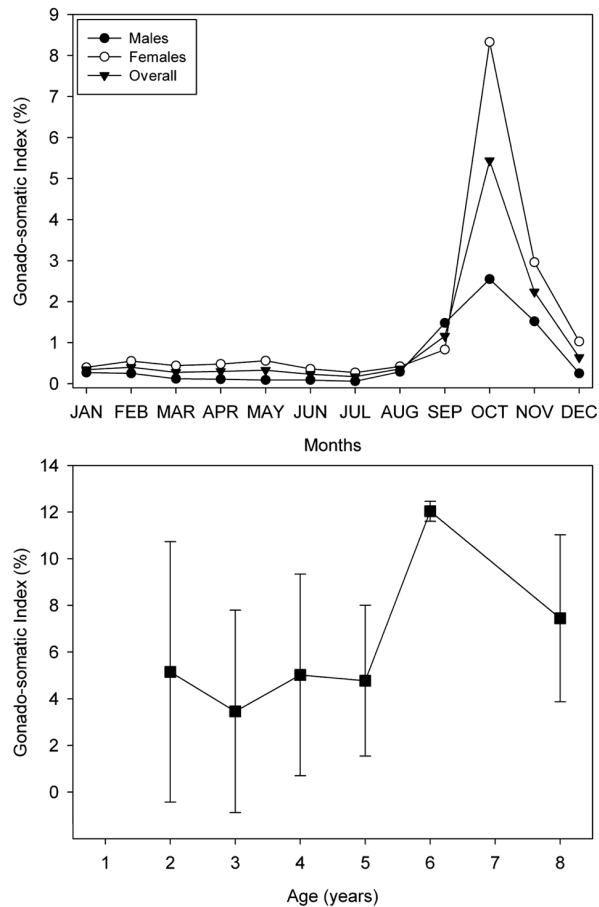 9
8
7
6
5
4
3
2
1
0
Gonado-somatic Index (%)
Males
Females
Overall
JAN FEB MAR APR MAY JUN JUL AUG SEP OCT NOV DEC
Months
14
12
10
8
6
4
2
0
Gonado-somatic Index (%)
1 2 3 4 5 6 7 8
Age (years)